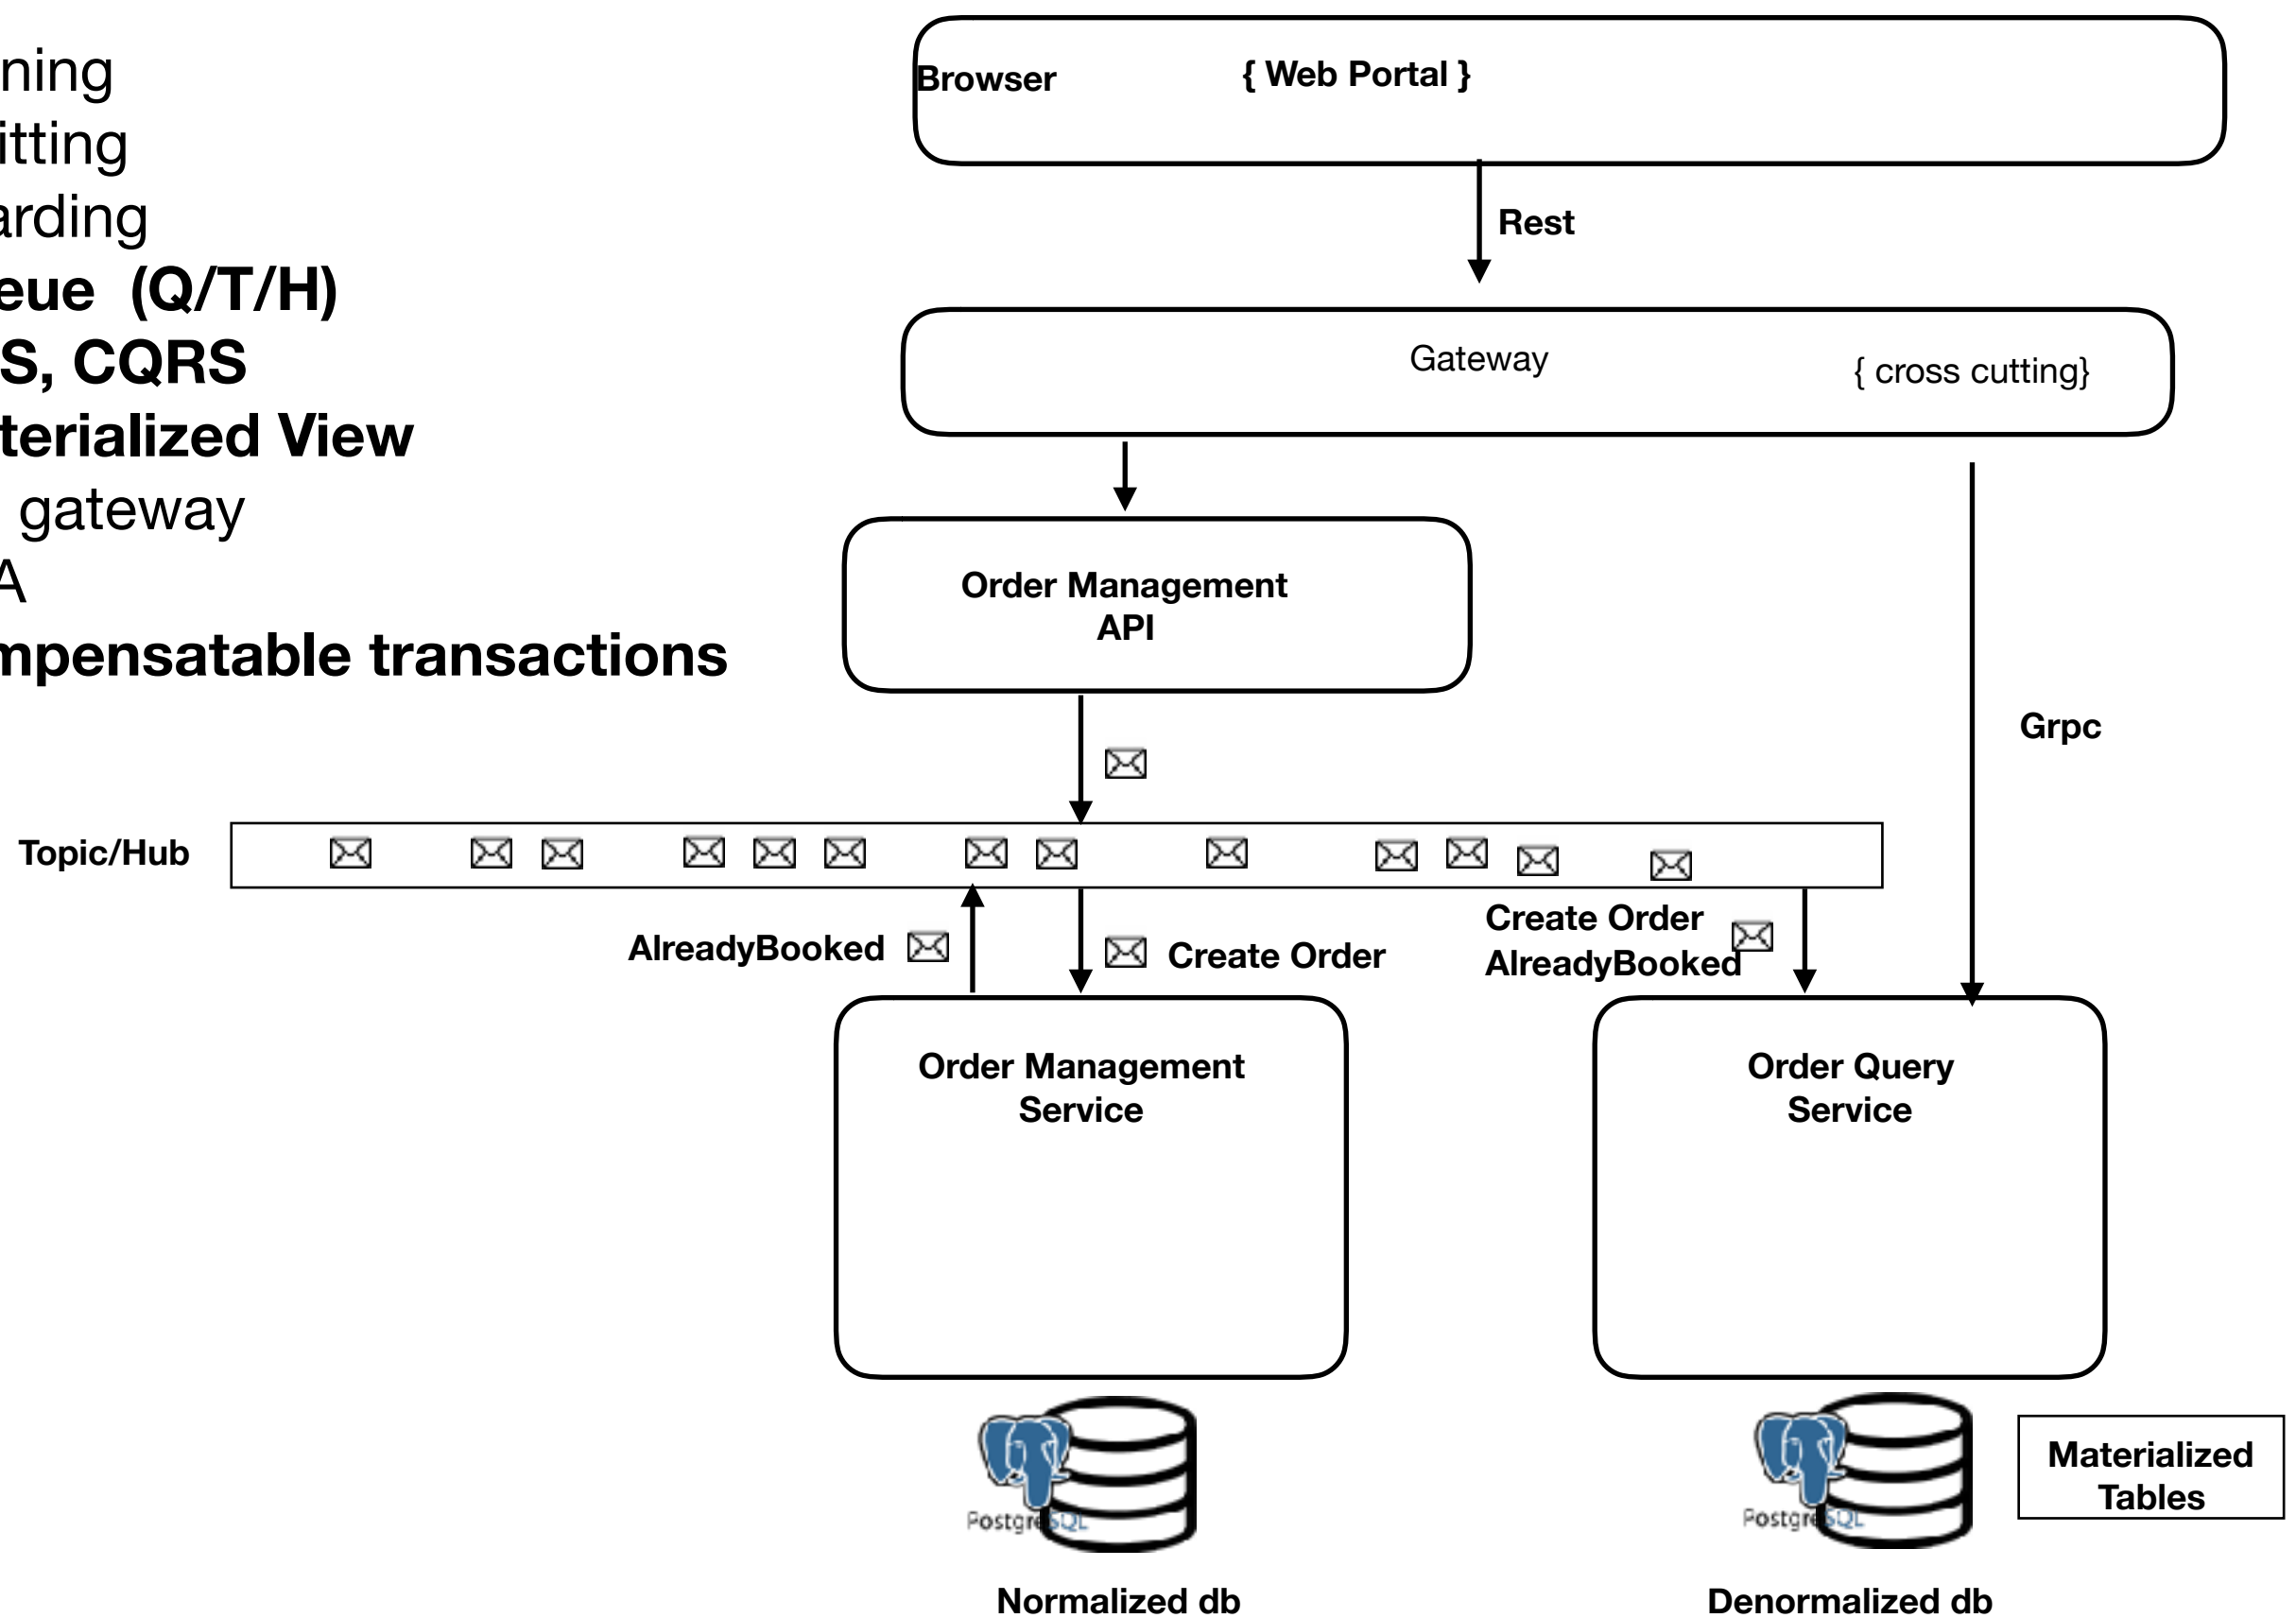 ning
itting
arding
eue (Q/T/H)
S, CQRS
terialized View
gateway
A
mpensatable transactions
Browser
{ Web Portal }
Rest
Gateway
{ cross cutting}
Order Management
API
Grpc
Topic/Hub
AlreadyBooked
Create Order
Create Order
AlreadyBooked
Order Management
Service
Order Query
Service
PostgreSQL
PostgreSQL
Materialized
Tables
Normalized db
Denormalized db